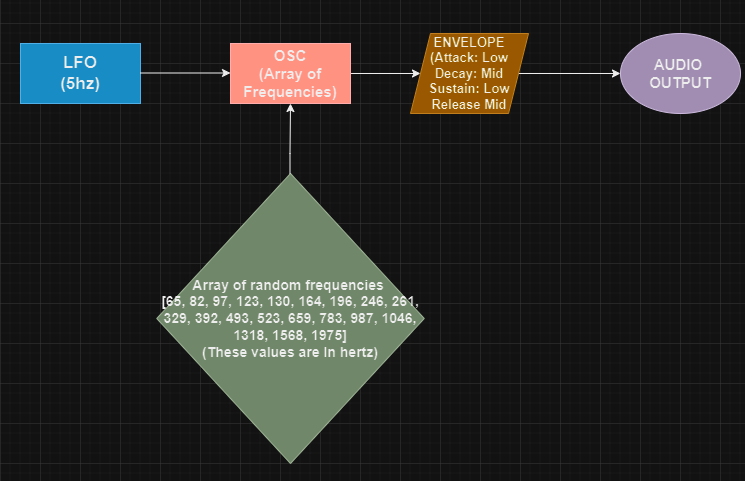 LFO
(5hz)
OSC
(Array of
Frequencies)
ENVELOPE
(Attack: Low
Decay: Mid
Sustain: Low
Release Mid
AUDIO
OUTPUT
Array of random frequencies
[65, 82, 97, 123, 130, 164, 196, 246, 261,
329, 392, 493, 523, 659, 783, 987, 1046,
1318, 1568, 1975]
(These values are in hertz)